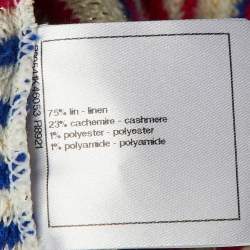 75% lin - linen
23% cachemire - cashmere
1% polyester - polyester
1% polyamide - polyamide